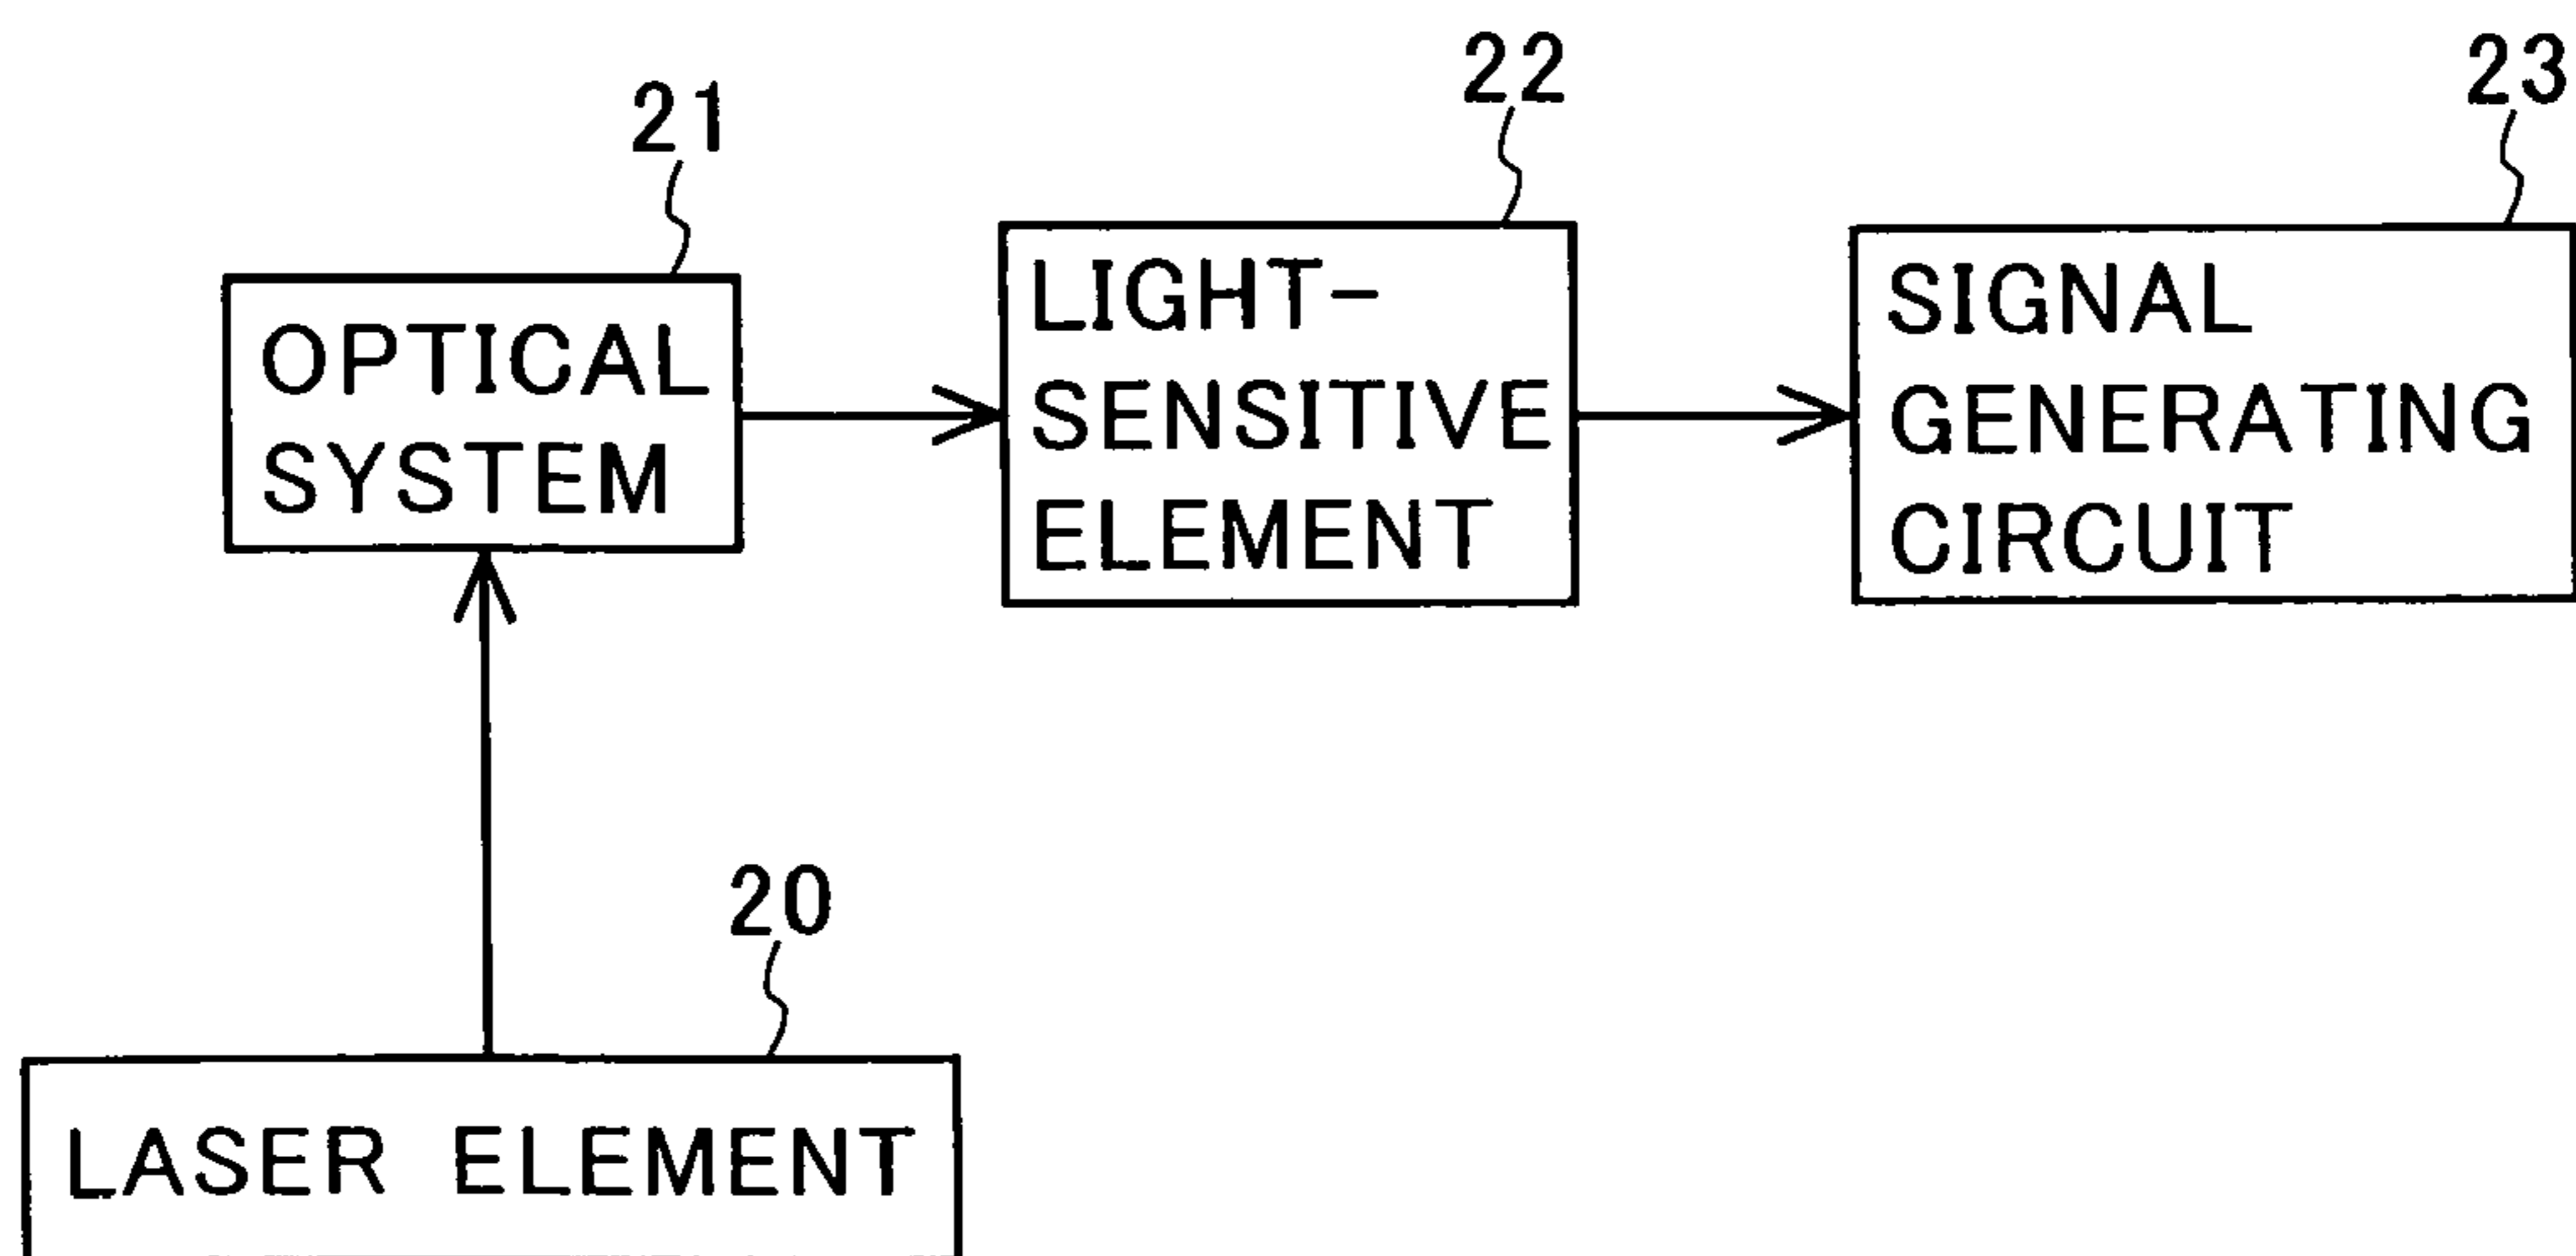 21
22
23
OPTICAL
SYSTEM
LIGHT-
SENSITIVE
ELEMENT
SIGNAL
GENERATING
CIRCUIT
20
LASER ELEMENT